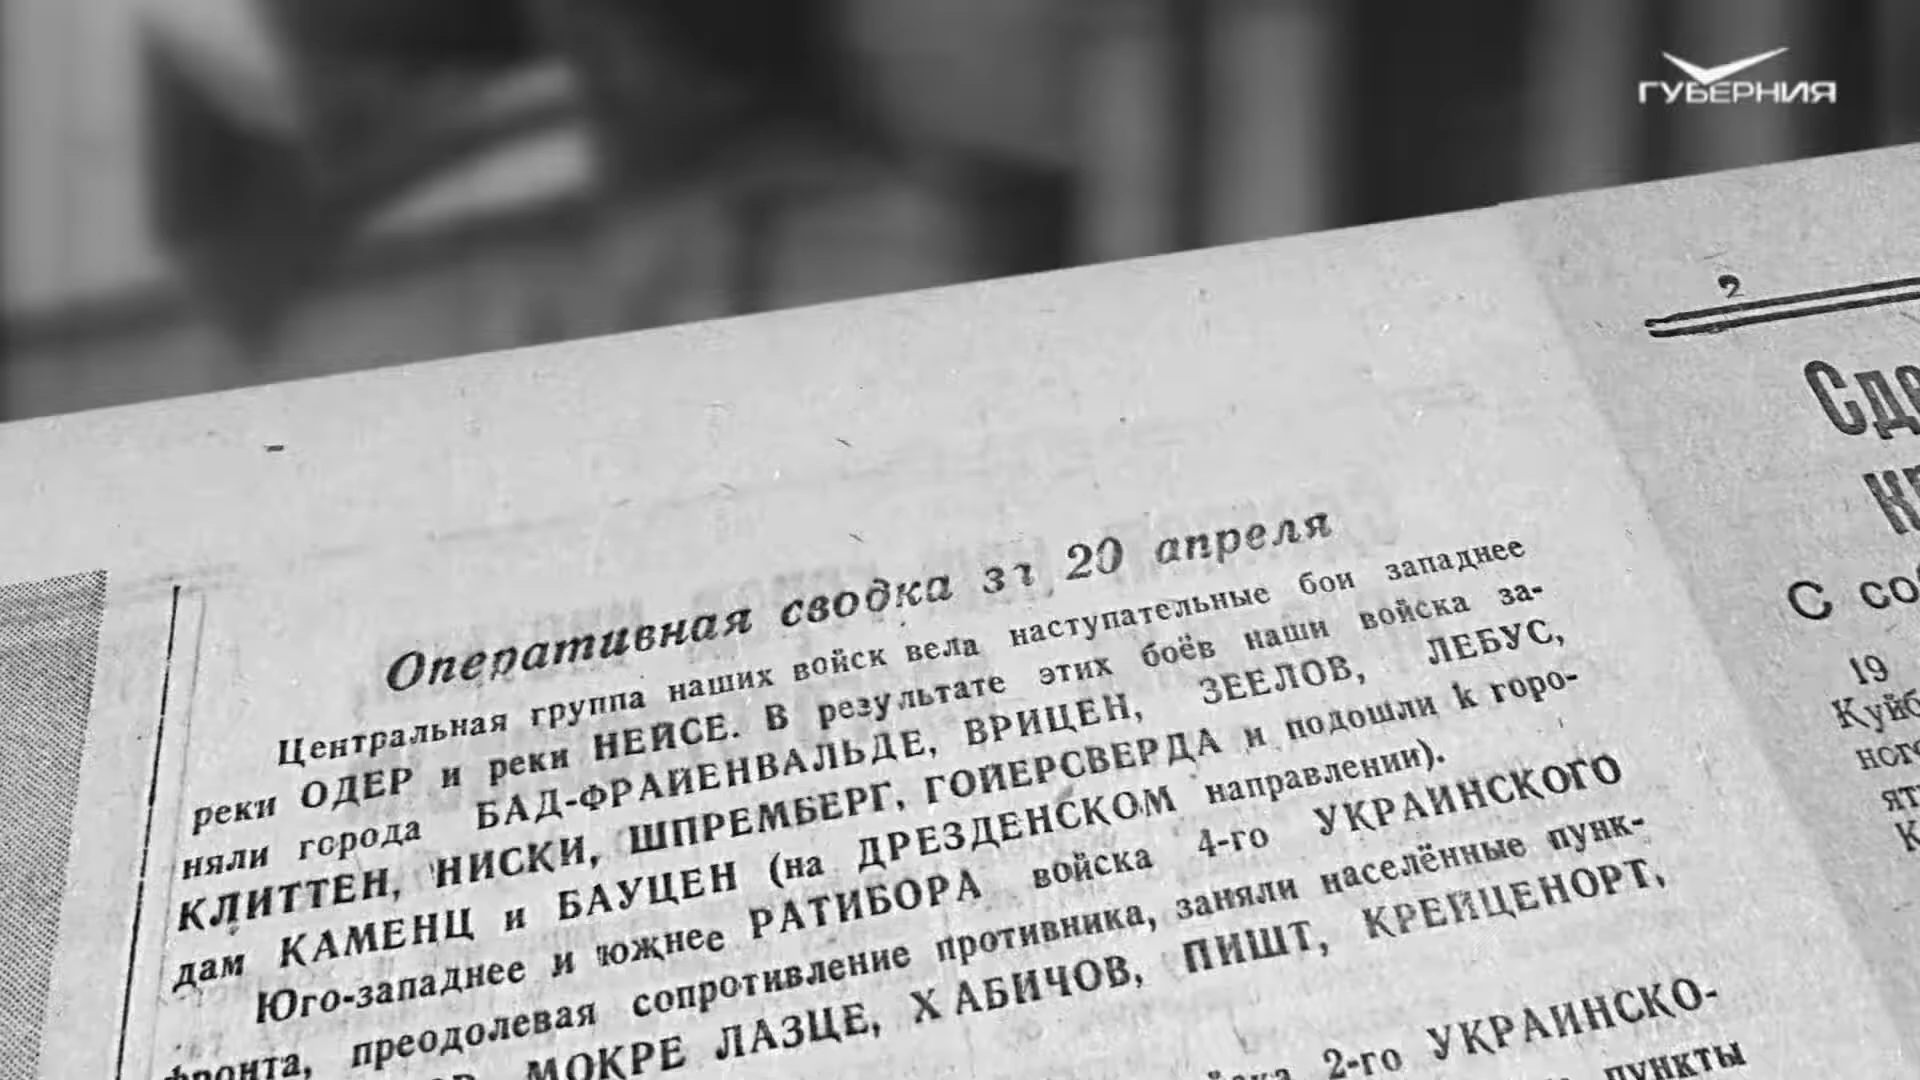 ГУБЕРНИЯ
2
Сде
С со
19
Куйб
Оперативная сводка за 20 апреля
Центральная группа наших войск вела наступательные бои западнее
реки ОДЕР и реки НЕЙСЕ. В результате этих боёв наши войска за-
няли города БАД-ФРАЙЕНВАЛЬДЕ, ВРИЦЕН, ЗЕЕЛОВ, ЛЕБУС,
КЛИТТЕН, НИСКИ, ШПРЕМБЕРГ, ГОЙЕРСВЕРДА и подошли к горо-
дам КАМЕНЦ и БАУЦЕН (на ДРЕЗДЕНСКОМ направлении).
Юго-западнее и южнее РАТИБОРА войска 4-го УКРАИНСКОГО
фронта, преодолевая сопротивление противника, заняли населённые пунк-
МОКРЕ ЛАЗЦЕ, ХАБИЧОВ, ПИШТ, КРЕЙЦЕНОРТ,
2-го УКРАИНСКО-
пункты